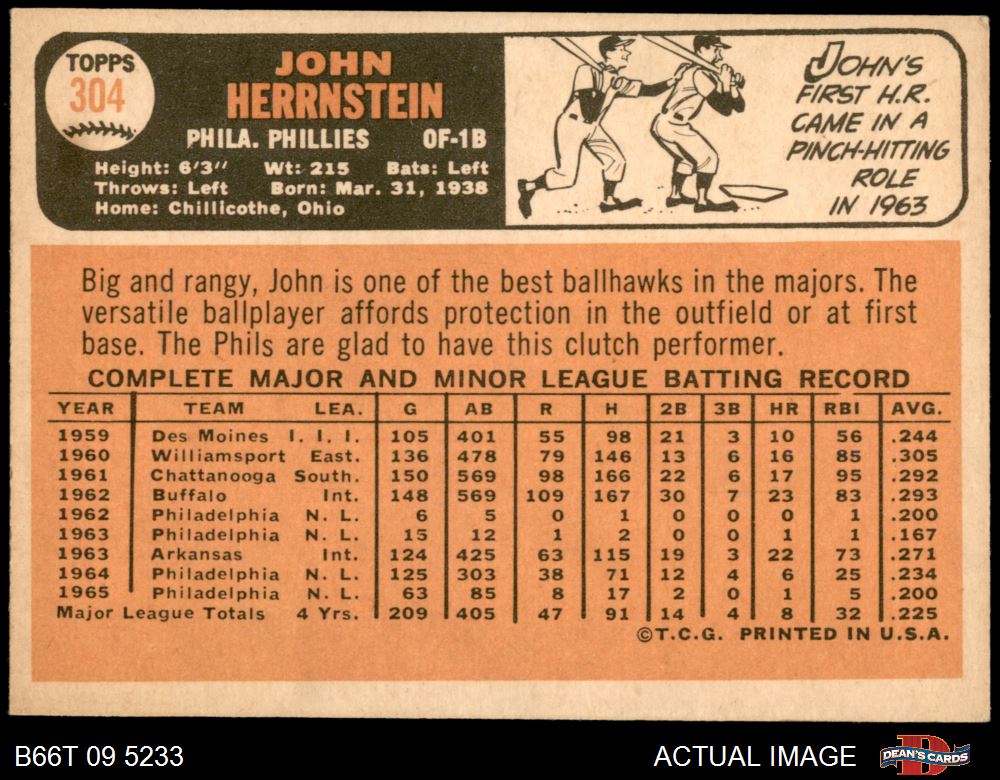 TOPPS
304
JOHN
HERRNSTEIN
PHILA. PHILLIES OF-1B
Height: 6'3" Wt: 215 Bats: Left
Throws: Left Born: Mar. 31, 1938
Home: Chillicothe, Ohio
JOHN'S
FIRST H.R.
CAME IN A
PINCH-HITTING
ROLE
IN 1963
Big and rangy, John is one of the best ballhawks in the majors. The
versatile ballplayer affords protection in the outfield or at first
base. The Phils are glad to have this clutch performer.
COMPLETE MAJOR AND MINOR LEAGUE BATTING RECORD
YEAR TEAM LEA. G AB R H 2B 3B HR RBI AVG.
1959 Des Moines I. I. I. 105 401 55 98 21 3 10 56 .244
1960 Williamsport East. 136 478 79 146 13 6 16 85 .305
1961 Chattanooga South. 150 569 98 166 22 6 17 95 .292
1962 Buffalo Int. 148 569 109 167 30 7 23 83 .293
1962 Philadelphia N. L. 6 5 0 1 0 0 0 1 .200
1963 Philadelphia N. L. 15 12 1 2 0 0 1 1 .167
1963 Arkansas Int. 124 425 63 115 19 3 22 73 .271
1964 Philadelphia N. L. 125 303 38 71 12 4 6 25 .234
1965 Philadelphia N. L. 63 85 8 17 2 0 1 5 .200
Major League Totals 4 Yrs. 209 405 47 91 14 4 8 32 .225
©T.C.G. PRINTED IN U.S.A.
B66T 09 5233 ACTUAL IMAGE DEAN'S CARDS